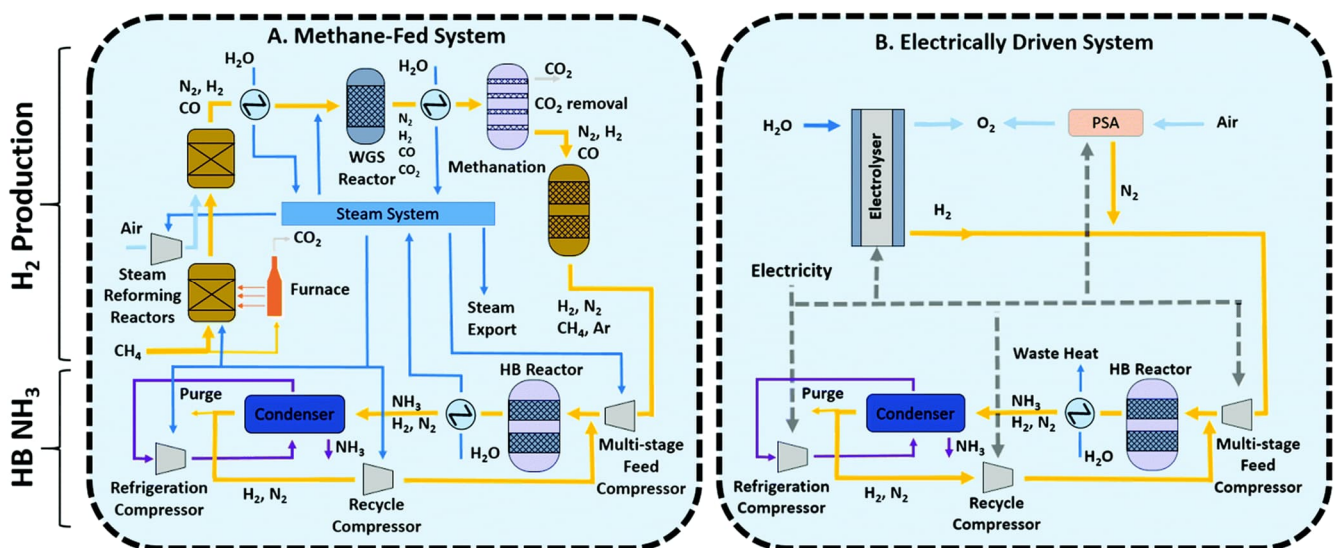 A. Methane-Fed System
H₂O
H₂O
N₂, H₂
CO
CO₂
CO₂ removal
N₂
H₂
CO
CO₂
WGS
Reactor
Methanation
N₂, H₂
CO
Steam System
Air
CO₂
Steam
Reforming
Reactors
Furnace
Steam
Export
H₂, N₂
CH₄, Ar
CH₄
HB Reactor
Purge
Condenser
NH₃
H₂, N₂
NH₃
H₂O
Multi-stage
Feed
Compressor
Refrigeration
Compressor
H₂, N₂
Recycle
Compressor
H₂ Production
HB NH₃
B. Electrically Driven System
H₂O
Electrolyser
O₂
PSA
Air
N₂
H₂
Electricity
Waste Heat
HB Reactor
Purge
Condenser
NH₃
H₂, N₂
NH₃
H₂O
Multi-stage
Feed
Compressor
Refrigeration
Compressor
H₂, N₂
Recycle
Compressor